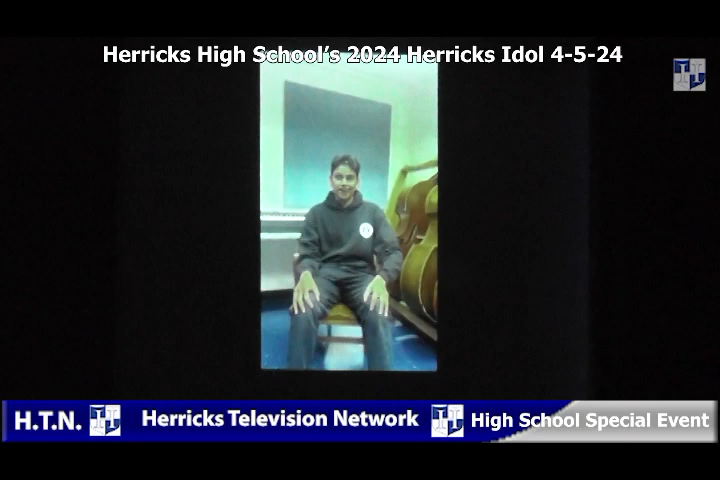 Herricks High School's 2024 Herricks Idol 4-5-24
H.T.N. Herricks Television Network High School Special Event